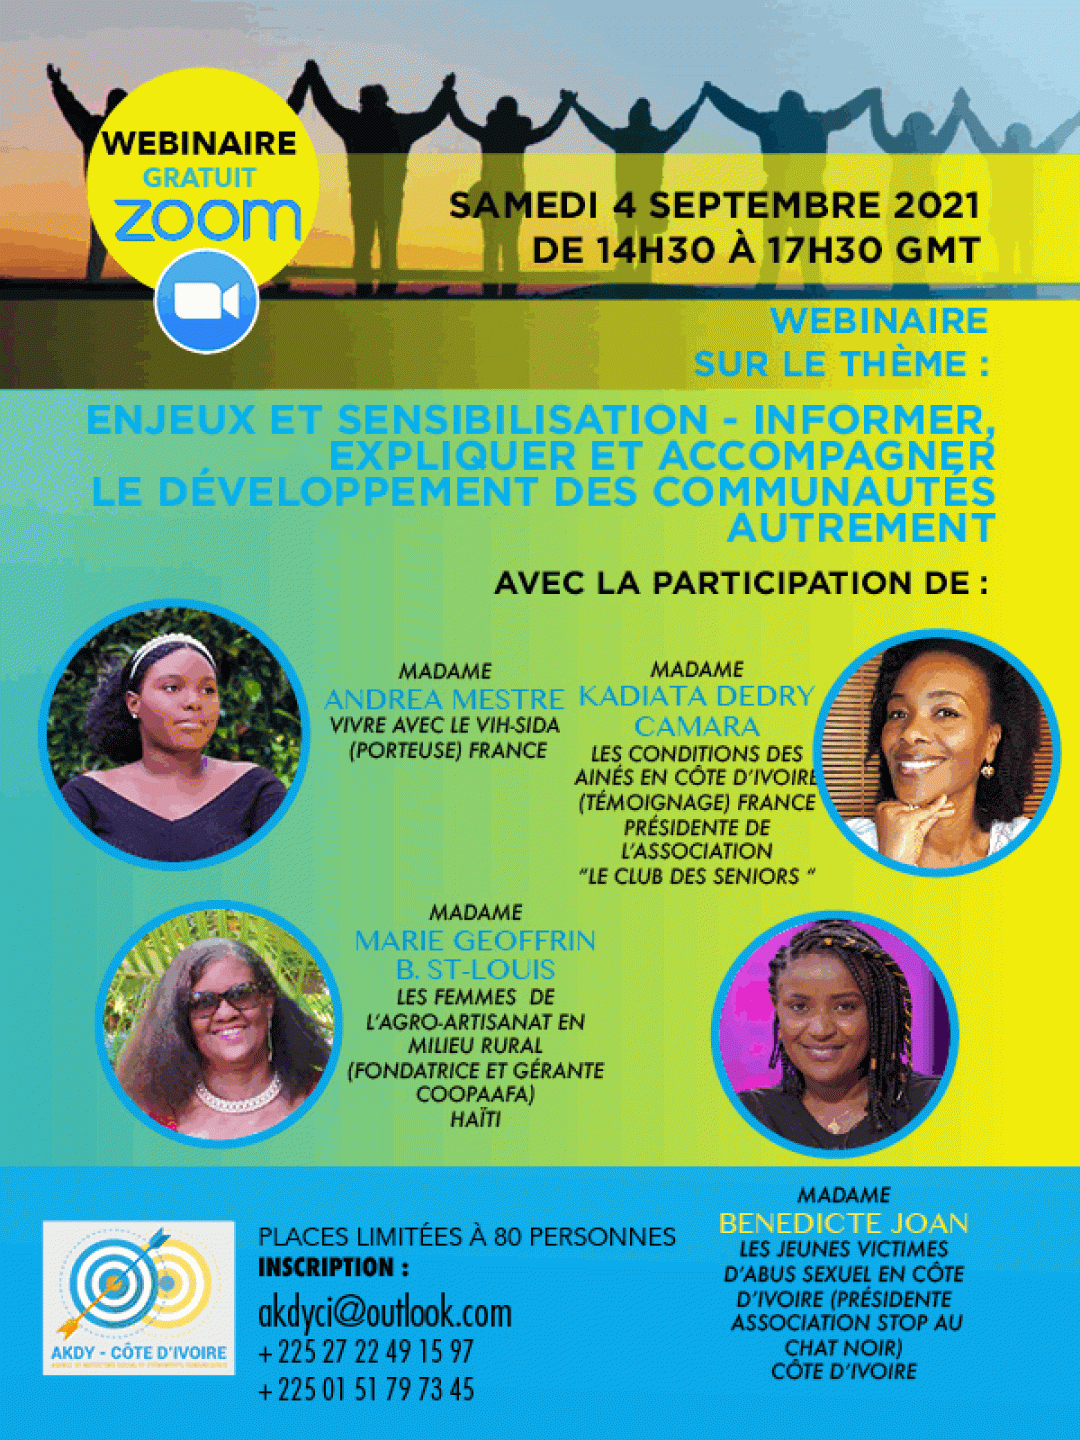 WEBINAIRE
GRATUIT
zoom
SAMEDI 4 SEPTEMBRE 2021
DE 14H30 À 17H30 GMT
WEBINAIRE
SUR LE THÈME :
ENJEUX ET SENSIBILISATION - INFORMER,
EXPLIQUER ET ACCOMPAGNER
LE DÉVELOPPEMENT DES COMMUNAUTÉS
AUTREMENT
AVEC LA PARTICIPATION DE :
MADAME
ANDREA MESTRE
VIVRE AVEC LE VIH-SIDA
(PORTEUSE) FRANCE
MADAME
KADIATA DEDRY
CAMARA
LES CONDITIONS DES
AINÉS EN CÔTE D'IVOIRE
(TÉMOIGNAGE) FRANCE
PRÉSIDENTE DE
L'ASSOCIATION
“LE CLUB DES SENIORS “
MADAME
MARIE GEOFFRIN
B. ST-LOUIS
LES FEMMES DE
L'AGRO-ARTISANAT EN
MILIEU RURAL
(FONDATRICE ET GÉRANTE
COOPAAFA)
HAÏTI
MADAME
BENEDICTE JOAN
LES JEUNES VICTIMES
D'ABUS SEXUEL EN CÔTE
D'IVOIRE (PRÉSIDENTE
ASSOCIATION STOP AU
CHAT NOIR)
CÔTE D'IVOIRE
PLACES LIMITÉES À 80 PERSONNES
INSCRIPTION :
akdyci@outlook.com
+ 225 27 22 49 15 97
+ 225 01 51 79 73 45
AKDY - CÔTE D'IVOIRE